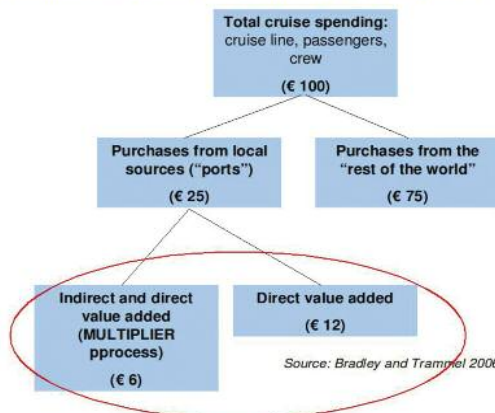 Total cruise spending:
cruise line, passengers,
crew
(€ 100)
Purchases from local
sources (“ports”)
(€ 25)
Purchases from the
“rest of the world”
(€ 75)
Indirect and direct
value added
(MULTIPLIER
pprocess)
(€ 6)
Direct value added
(€ 12)
Source: Bradley and Trammel 2006